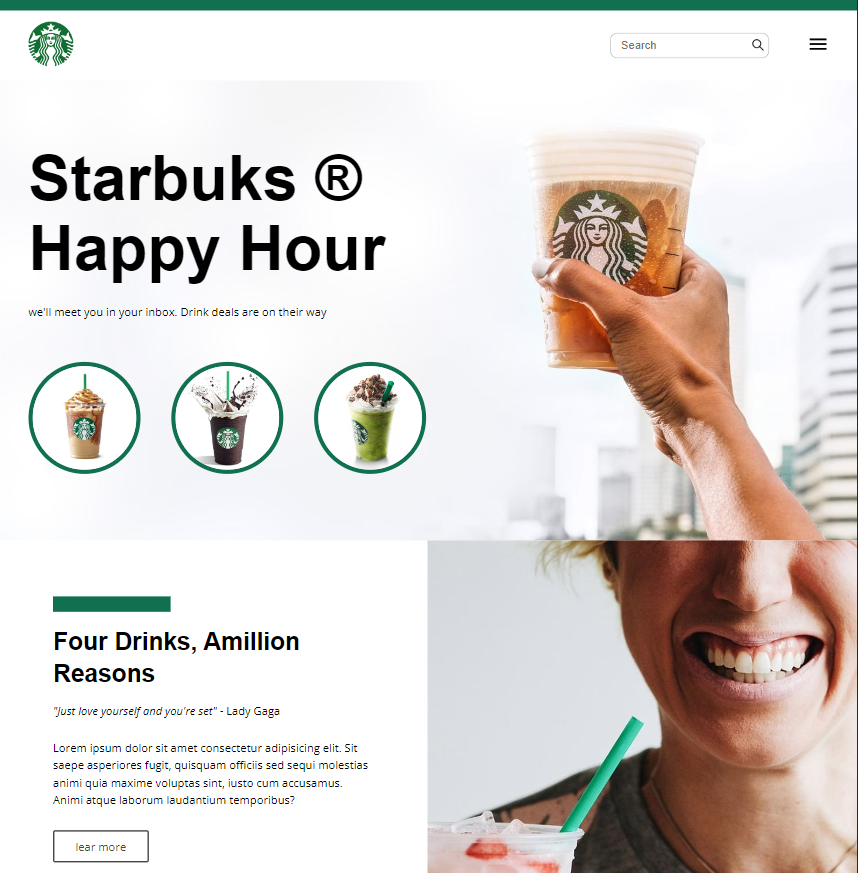 Search
Starbuks ®
Happy Hour
we'll meet you in your inbox. Drink deals are on their way
Four Drinks, Amillion
Reasons
"Just love yourself and you're set" - Lady Gaga
Lorem ipsum dolor sit amet consectetur adipisicing elit. Sit
saepe asperiores fugit, quisquam officiis sed sequi molestias
animi quia maxime voluptas sint, iusto cum accusamus.
Animi atque laborum laudantium temporibus?
lear more